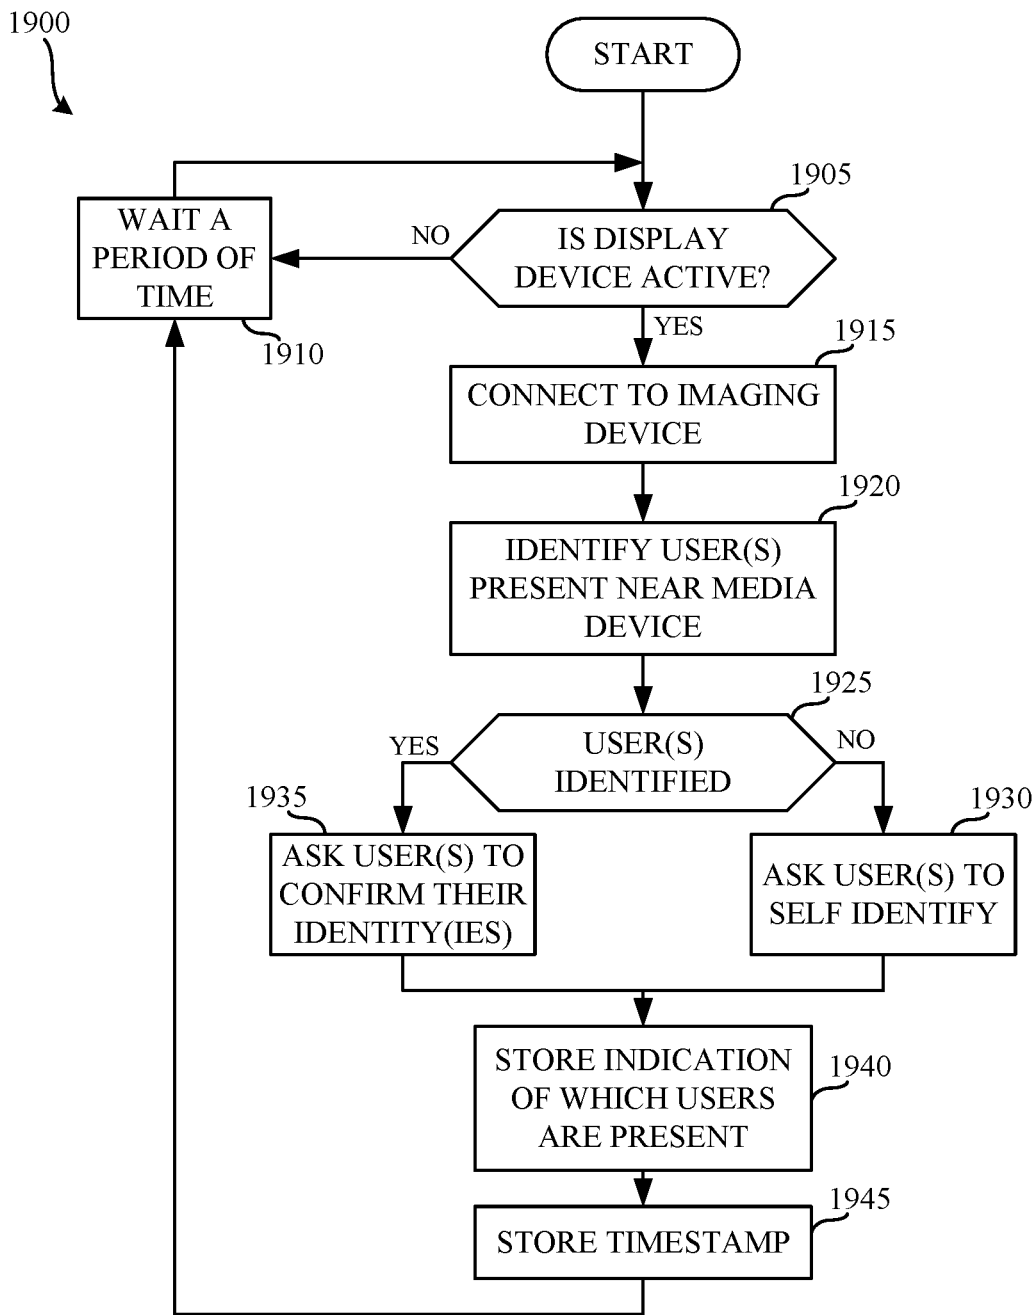 1900
START
1905
WAIT A
PERIOD OF
TIME
NO
IS DISPLAY
DEVICE ACTIVE?
1910
YES
1915
CONNECT TO IMAGING
DEVICE
1920
IDENTIFY USER(S)
PRESENT NEAR MEDIA
DEVICE
1925
YES
USER(S)
IDENTIFIED
NO
1935
1930
ASK USER(S) TO
CONFIRM THEIR
IDENTITY(IES)
ASK USER(S) TO
SELF IDENTIFY
1940
STORE INDICATION
OF WHICH USERS
ARE PRESENT
1945
STORE TIMESTAMP